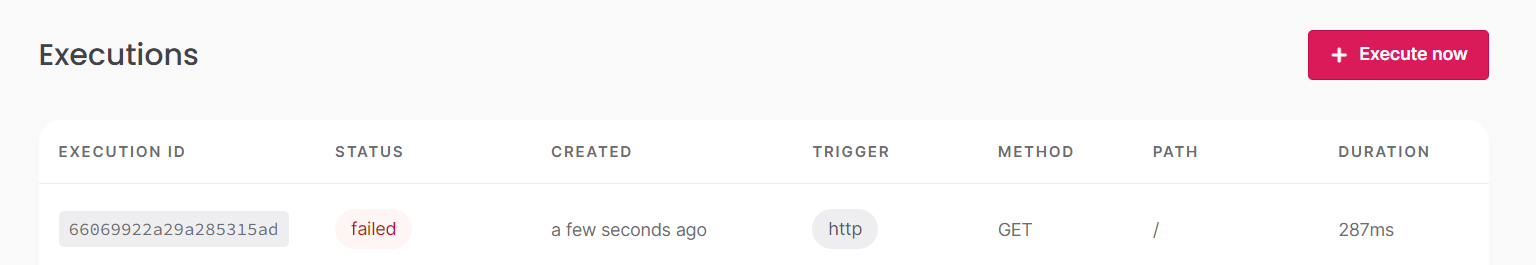 Executions
Execute now
EXECUTION ID STATUS CREATED TRIGGER METHOD PATH DURATION
66069922a29a285315ad failed a few seconds ago http GET / 287ms